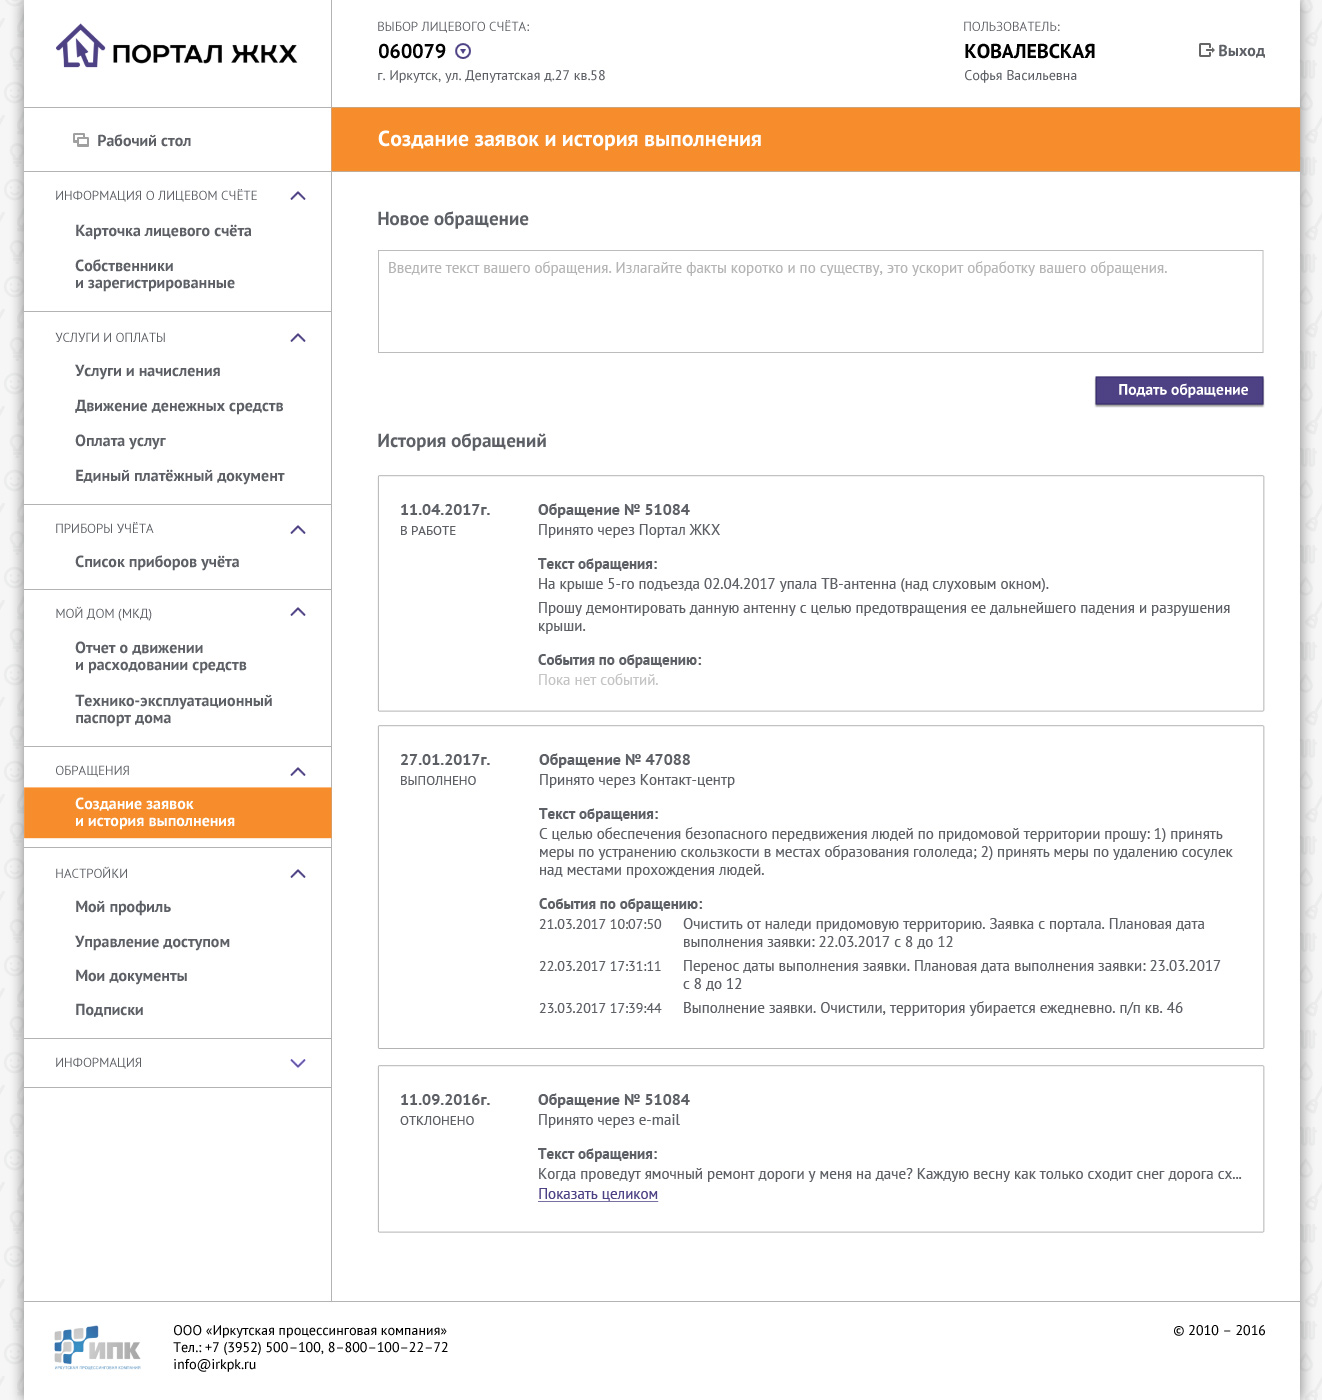 ПОРТАЛ ЖКХ
ВЫБОР ЛИЦЕВОГО СЧЁТА:
060079
г. Иркутск, ул. Депутатская д.27 кв.58
ПОЛЬЗОВАТЕЛЬ:
КОВАЛЕВСКАЯ
Софья Васильевна
Выход
Рабочий стол
ИНФОРМАЦИЯ О ЛИЦЕВОМ СЧЁТЕ
Карточка лицевого счёта
Собственники
и зарегистрированные
УСЛУГИ И ОПЛАТЫ
Услуги и начисления
Движение денежных средств
Оплата услуг
Единый платёжный документ
ПРИБОРЫ УЧЁТА
Список приборов учёта
МОЙ ДОМ (МКД)
Отчет о движении
и расходовании средств
Технико-эксплуатационный
паспорт дома
ОБРАЩЕНИЯ
Создание заявок
и история выполнения
НАСТРОЙКИ
Мой профиль
Управление доступом
Мои документы
Подписки
ИНФОРМАЦИЯ
Создание заявок и история выполнения
Новое обращение
Введите текст вашего обращения. Излагайте факты коротко и по существу, это ускорит обработку вашего обращения.
Подать обращение
История обращений
11.04.2017г.
В РАБОТЕ
Обращение № 51084
Принято через Портал ЖКХ
Текст обращения:
На крыше 5-го подъезда 02.04.2017 упала ТВ-антенна (над слуховым окном).
Прошу демонтировать данную антенну с целью предотвращения ее дальнейшего падения и разрушения
крыши.
События по обращению:
Пока нет событий.
27.01.2017г.
ВЫПОЛНЕНО
Обращение № 47088
Принято через Контакт-центр
Текст обращения:
С целью обеспечения безопасного передвижения людей по придомовой территории прошу: 1) принять
меры по устранению скользкости в местах образования гололеда; 2) принять меры по удалению сосулек
над местами прохождения людей.
События по обращению:
21.03.2017 10:07:50 Очистить от наледи придомовую территорию. Заявка с портала. Плановая дата
выполнения заявки: 22.03.2017 с 8 до 12
22.03.2017 17:31:11 Перенос даты выполнения заявки. Плановая дата выполнения заявки: 23.03.2017
с 8 до 12
23.03.2017 17:39:44 Выполнение заявки. Очистили, территория убирается ежедневно. п/п кв. 46
11.09.2016г.
ОТКЛОНЕНО
Обращение № 51084
Принято через e-mail
Текст обращения:
Когда проведут ямочный ремонт дороги у меня на даче? Каждую весну как только сходит снег дорога сх...
Показать целиком
ИПК
ИРКУТСКАЯ ПРОЦЕССИНГОВАЯ КОМПАНИЯ
ООО «Иркутская процессинговая компания»
Тел.: +7 (3952) 500–100, 8–800–100–22–72
info@irkpk.ru
© 2010 – 2016